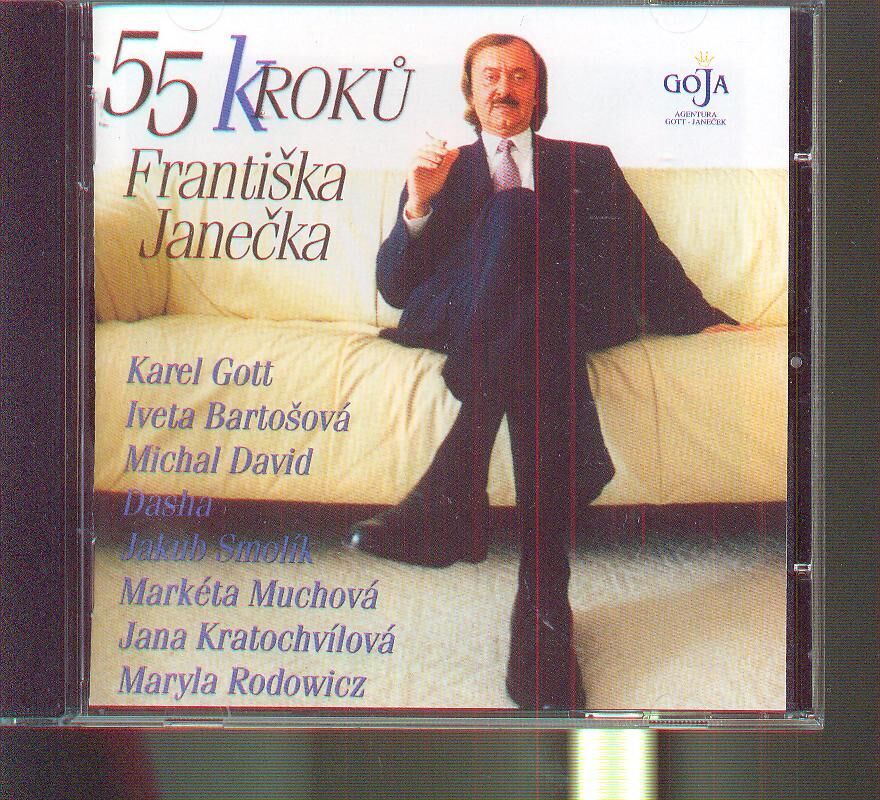 55 kROKŮ
Františka
Janečka
GOJA
AGENTURA
GOTT - JANEČEK
Karel Gott
Iveta Bartošová
Michal David
Dasha
Jakub Smolík
Markéta Muchová
Jana Kratochvílová
Maryla Rodowicz